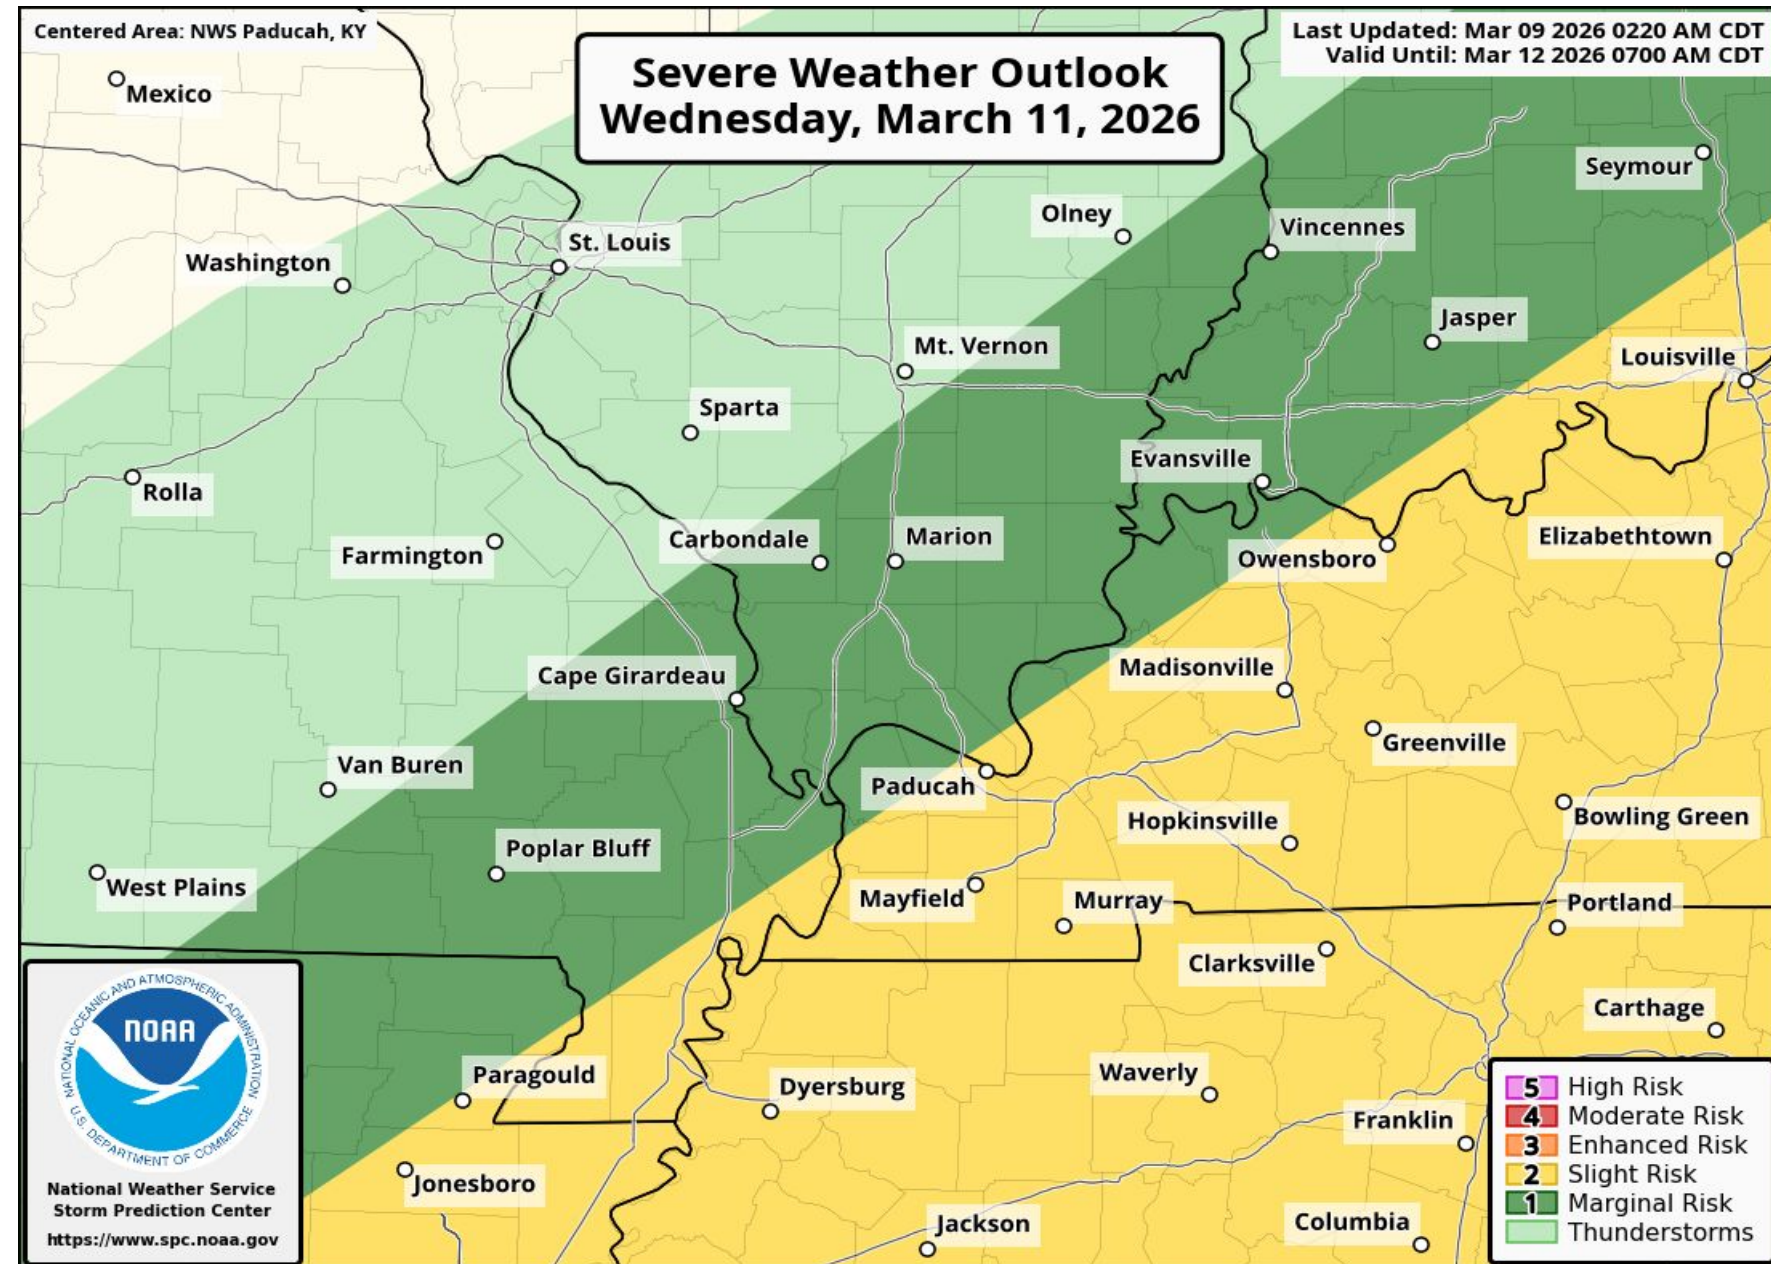 Centered Area: NWS Paducah, KY
Last Updated: Mar 09 2026 0220 AM CDT
Valid Until: Mar 12 2026 0700 AM CDT
Severe Weather Outlook
Wednesday, March 11, 2026
Mexico
Seymour
Olney
Vincennes
St. Louis
Washington
Jasper
Mt. Vernon
Louisville
Sparta
Evansville
Rolla
Carbondale
Marion
Elizabethtown
Farmington
Owensboro
Madisonville
Cape Girardeau
Greenville
Van Buren
Paducah
Hopkinsville
Bowling Green
Poplar Bluff
West Plains
Mayfield
Murray
Portland
Clarksville
Carthage
Paragould
Dyersburg
Waverly
Franklin
Jonesboro
Jackson
Columbia
NATIONAL OCEANIC AND ATMOSPHERIC ADMINISTRATION
NOAA
U.S. DEPARTMENT OF COMMERCE
National Weather Service
Storm Prediction Center
https://www.spc.noaa.gov
5 High Risk
4 Moderate Risk
3 Enhanced Risk
2 Slight Risk
1 Marginal Risk
Thunderstorms